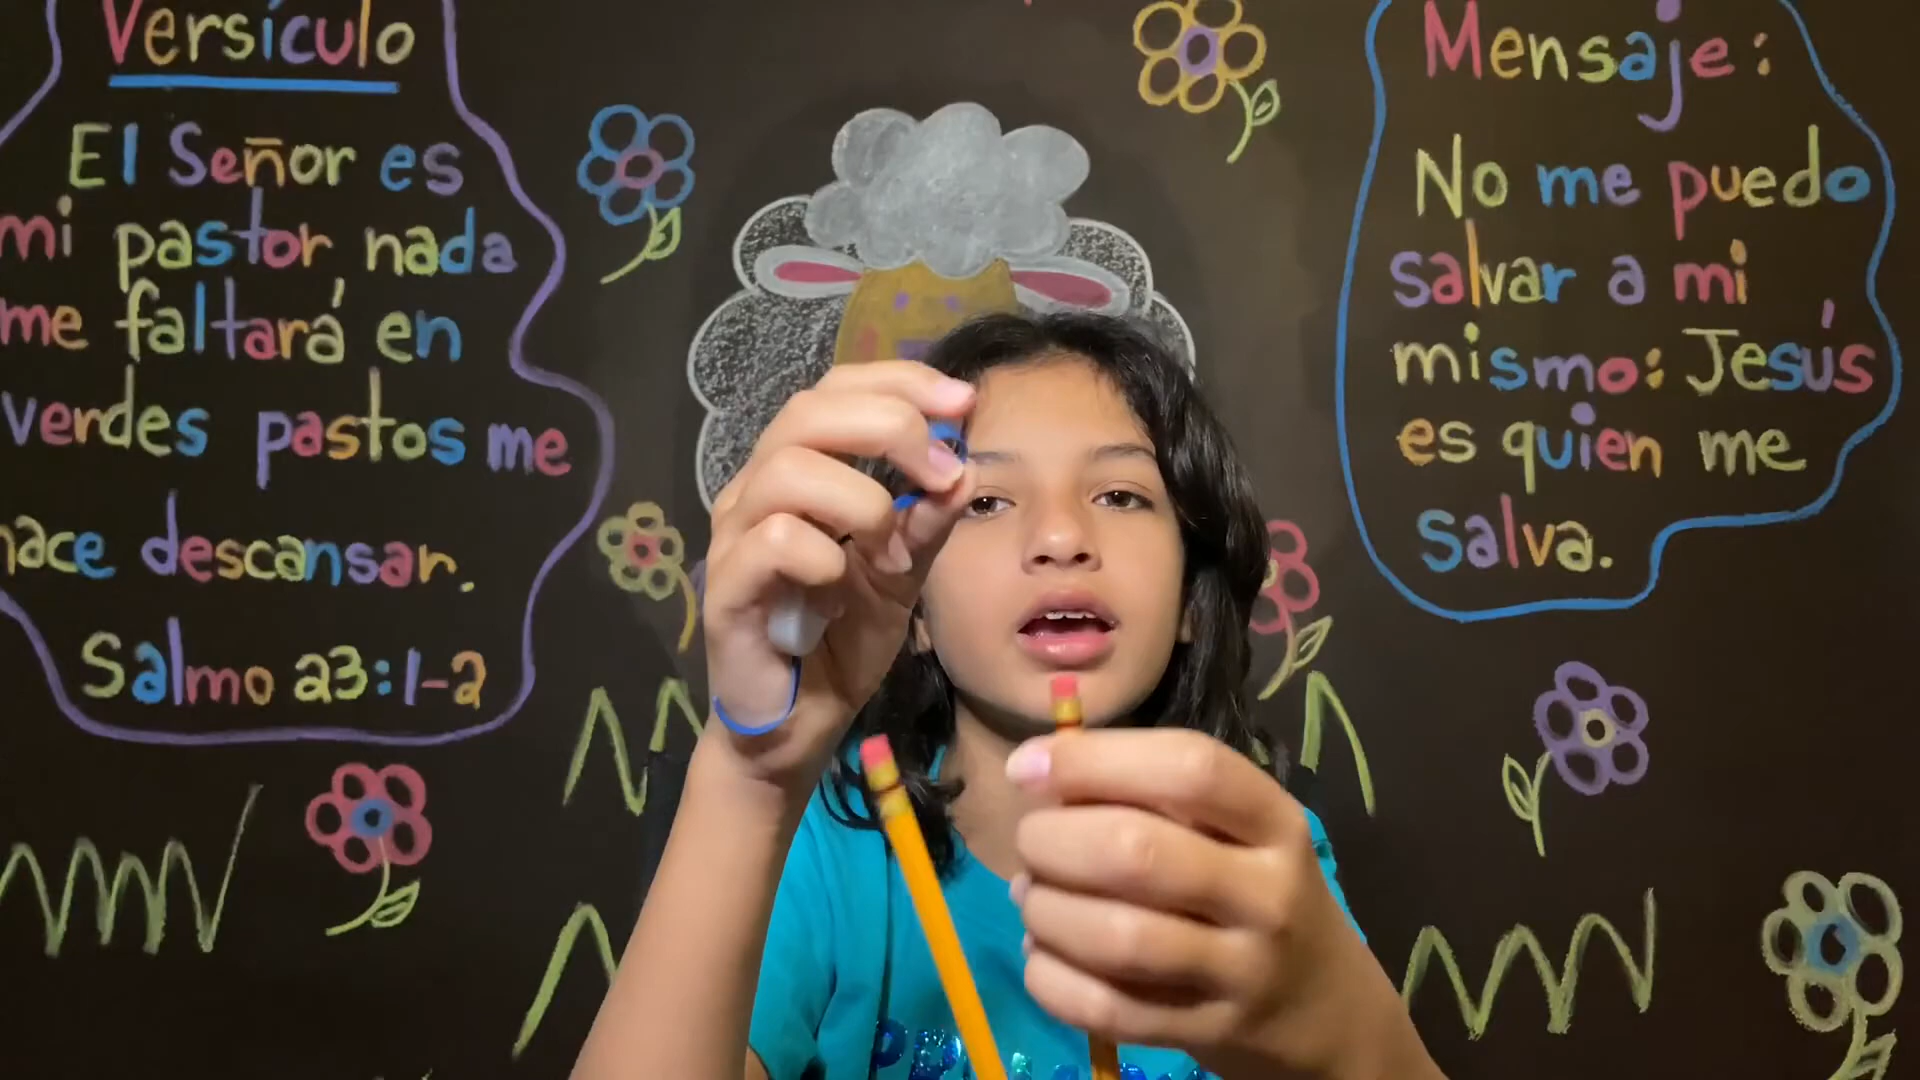 Versículo
El Señor es
mi pastor, nada
me faltará en
verdes pastos me
hace descansar.
Salmo 23:1-2
Mensaje:
No me puedo
salvar a mi
mismo: Jesús
es quien me
salva.